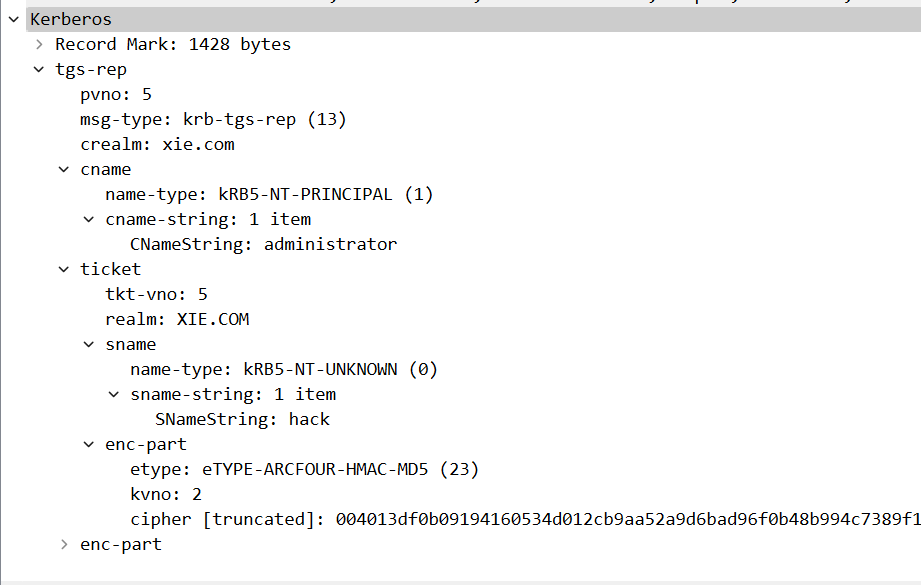 Kerberos
Record Mark: 1428 bytes
tgs-rep
pvno: 5
msg-type: krb-tgs-rep (13)
crealm: xie.com
cname
name-type: kRB5-NT-PRINCIPAL (1)
cname-string: 1 item
CNameString: administrator
ticket
tkt-vno: 5
realm: XIE.COM
sname
name-type: kRB5-NT-UNKNOWN (0)
sname-string: 1 item
SNameString: hack
enc-part
etype: eTYPE-ARCFOUR-HMAC-MD5 (23)
kvno: 2
cipher [truncated]: 004013df0b09194160534d012cb9aa52a9d6bad96f0b48b994c7389f1
enc-part